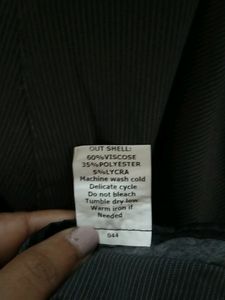 OUT SHELL:
60%VISCOSE
35%POLYESTER
5%LYCRA
Machine wash cold
Delicate cycle
Do not bleach
Tumble dry low
Warm iron if
Needed
044